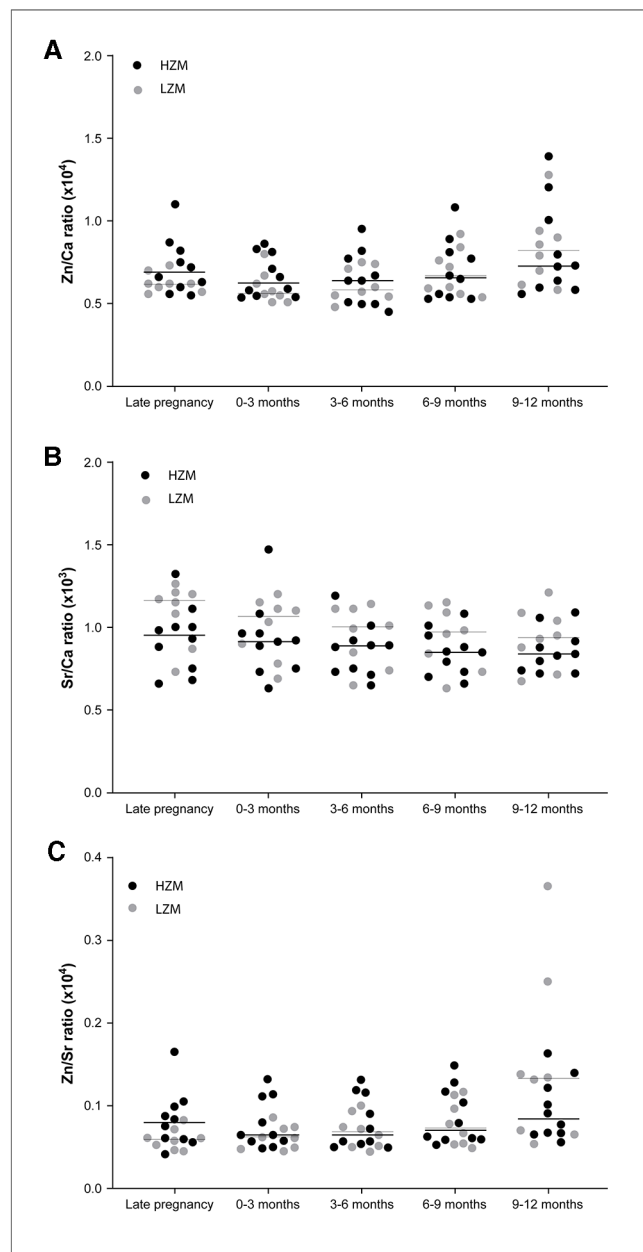 A
2.0
HZM
LZM
1.5
Zn/Ca ratio (x10⁴)
1.0
0.5
0.0
Late pregnancy 0-3 months 3-6 months 6-9 months 9-12 months
B
2.0
HZM
LZM
1.5
Sr/Ca ratio (x10³)
1.0
0.5
0.0
Late pregnancy 0-3 months 3-6 months 6-9 months 9-12 months
C
0.4
HZM
LZM
0.3
Zn/Sr ratio (x10⁴)
0.2
0.1
0.0
Late pregnancy 0-3 months 3-6 months 6-9 months 9-12 months